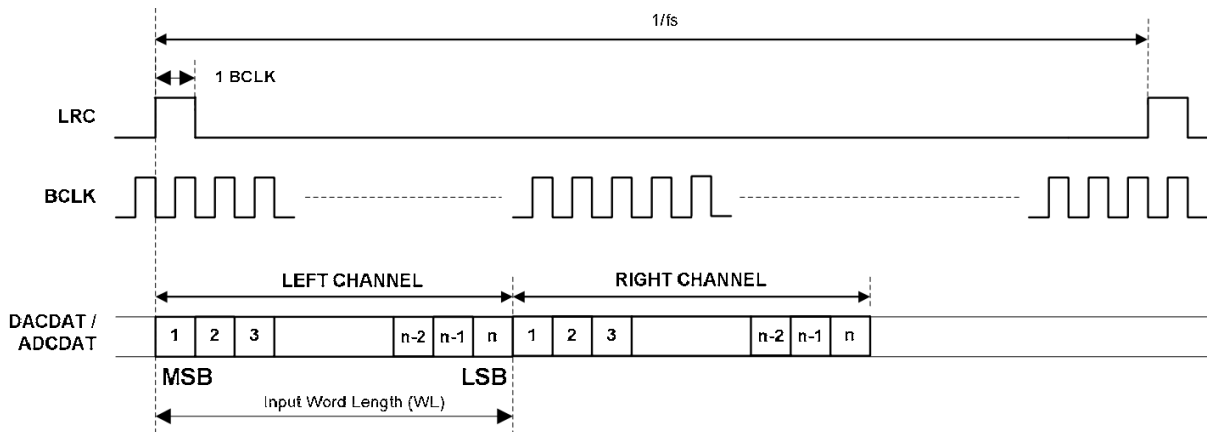 1/fs
1 BCLK
LRC
BCLK
LEFT CHANNEL RIGHT CHANNEL
DACDAT /
ADCDAT
1 2 3 n-2 n-1 n 1 2 3 n-2 n-1 n
MSB LSB
Input Word Length (WL)